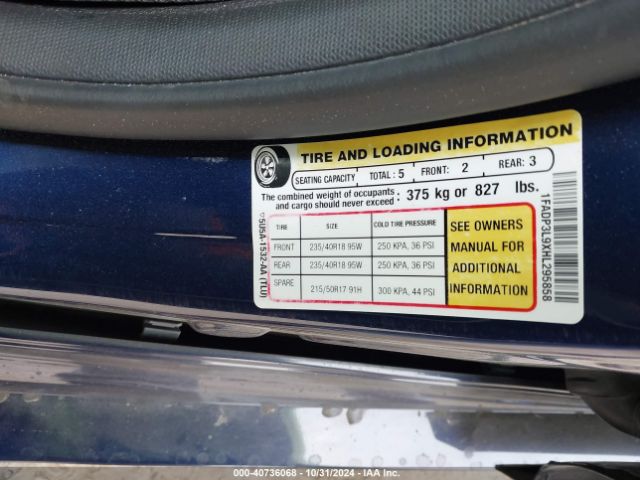 TIRE AND LOADING INFORMATION
SEATING CAPACITY TOTAL : 5 FRONT: 2 REAR: 3
The combined weight of occupants and cargo should never exceed : 375 kg or 827 lbs.
TIRE SIZE COLD TIRE PRESSURE
FRONT 235/40R18 95W 250 KPA, 36 PSI
REAR 235/40R18 95W 250 KPA, 36 PSI
SPARE 215/50R17 91H 300 KPA, 44 PSI
SEE OWNERS
MANUAL FOR
ADDITIONAL
INFORMATION
5U5A-1532-AA (TLU)
1FADP3L9XHL295858
000-40736068 - 10/31/2024 - IAA Inc.